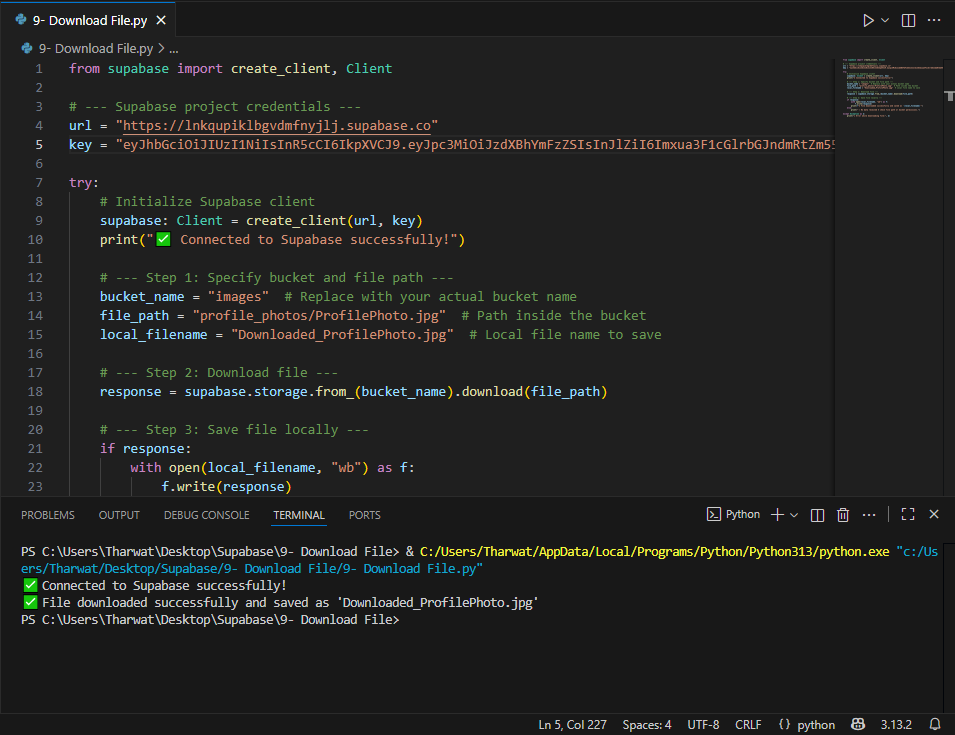 9- Download File.py
9- Download File.py > ...
1 from supabase import create_client, Client
2
3 # --- Supabase project credentials ---
4 url = "https://lnkqupiklbgvdmfnyjlj.supabase.co"
5 key = "eyJhbGciOiJIUzI1NiIsInR5cCI6IkpXVCJ9.eyJpc3MiOiJzdXBhYmFzZSIsInJlZiI6Imxua3F1cGlrbGJndmRtZm55
6
7 try:
8 # Initialize Supabase client
9 supabase: Client = create_client(url, key)
10 print("✅ Connected to Supabase successfully!")
11
12 # --- Step 1: Specify bucket and file path ---
13 bucket_name = "images" # Replace with your actual bucket name
14 file_path = "profile_photos/ProfilePhoto.jpg" # Path inside the bucket
15 local_filename = "Downloaded_ProfilePhoto.jpg" # Local file name to save
16
17 # --- Step 2: Download file ---
18 response = supabase.storage.from_(bucket_name).download(file_path)
19
20 # --- Step 3: Save file locally ---
21 if response:
22 with open(local_filename, "wb") as f:
23 f.write(response)
PROBLEMS OUTPUT DEBUG CONSOLE TERMINAL PORTS Python
PS C:\Users\Tharwat\Desktop\Supabase\9- Download File> & C:/Users/Tharwat/AppData/Local/Programs/Python/Python313/python.exe "c:/Us
ers/Tharwat/Desktop/Supabase/9- Download File/9- Download File.py"
✅ Connected to Supabase successfully!
✅ File downloaded successfully and saved as 'Downloaded_ProfilePhoto.jpg'
PS C:\Users\Tharwat\Desktop\Supabase\9- Download File>
Ln 5, Col 227 Spaces: 4 UTF-8 CRLF {} python 3.13.2